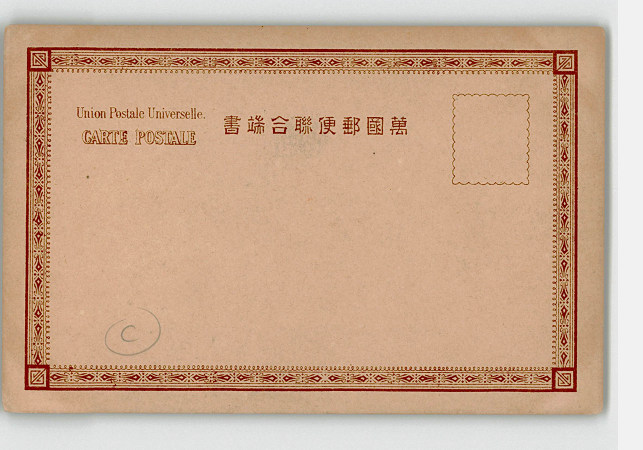 Union Postale Universelle.
CARTE POSTALE
萬國郵便聯合端書
C